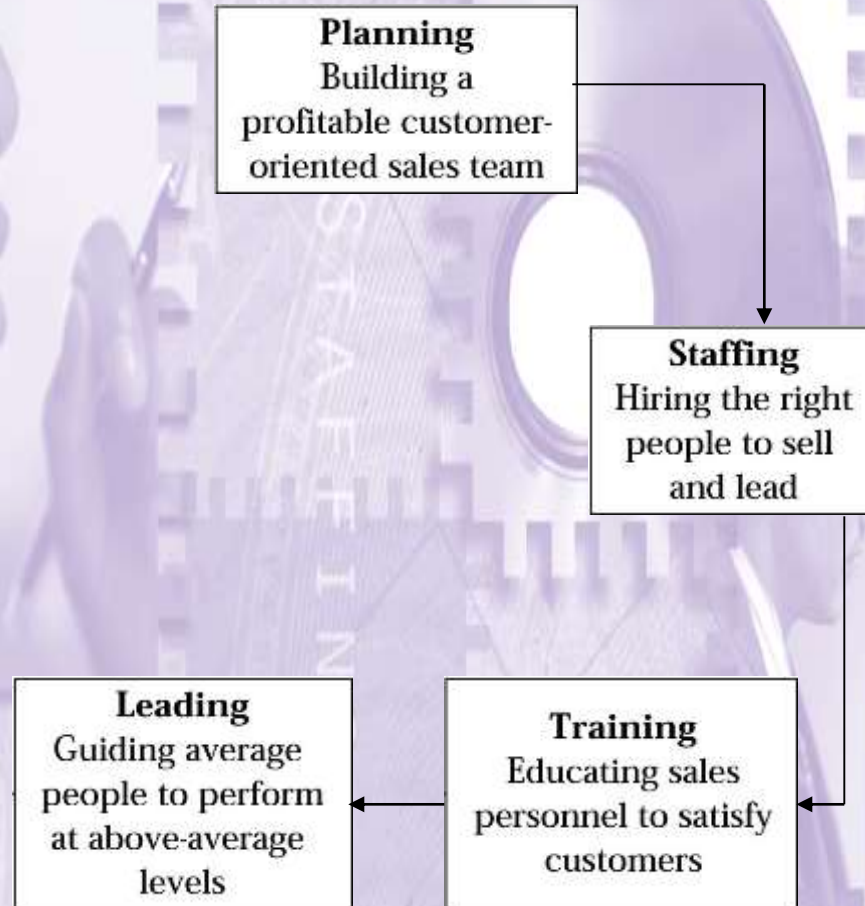 Planning
Building a
profitable customer-
oriented sales team
STAFFIN
Staffing
Hiring the right
people to sell
and lead
Leading
Guiding average
people to perform
at above-average
levels
Training
Educating sales
personnel to satisfy
customers